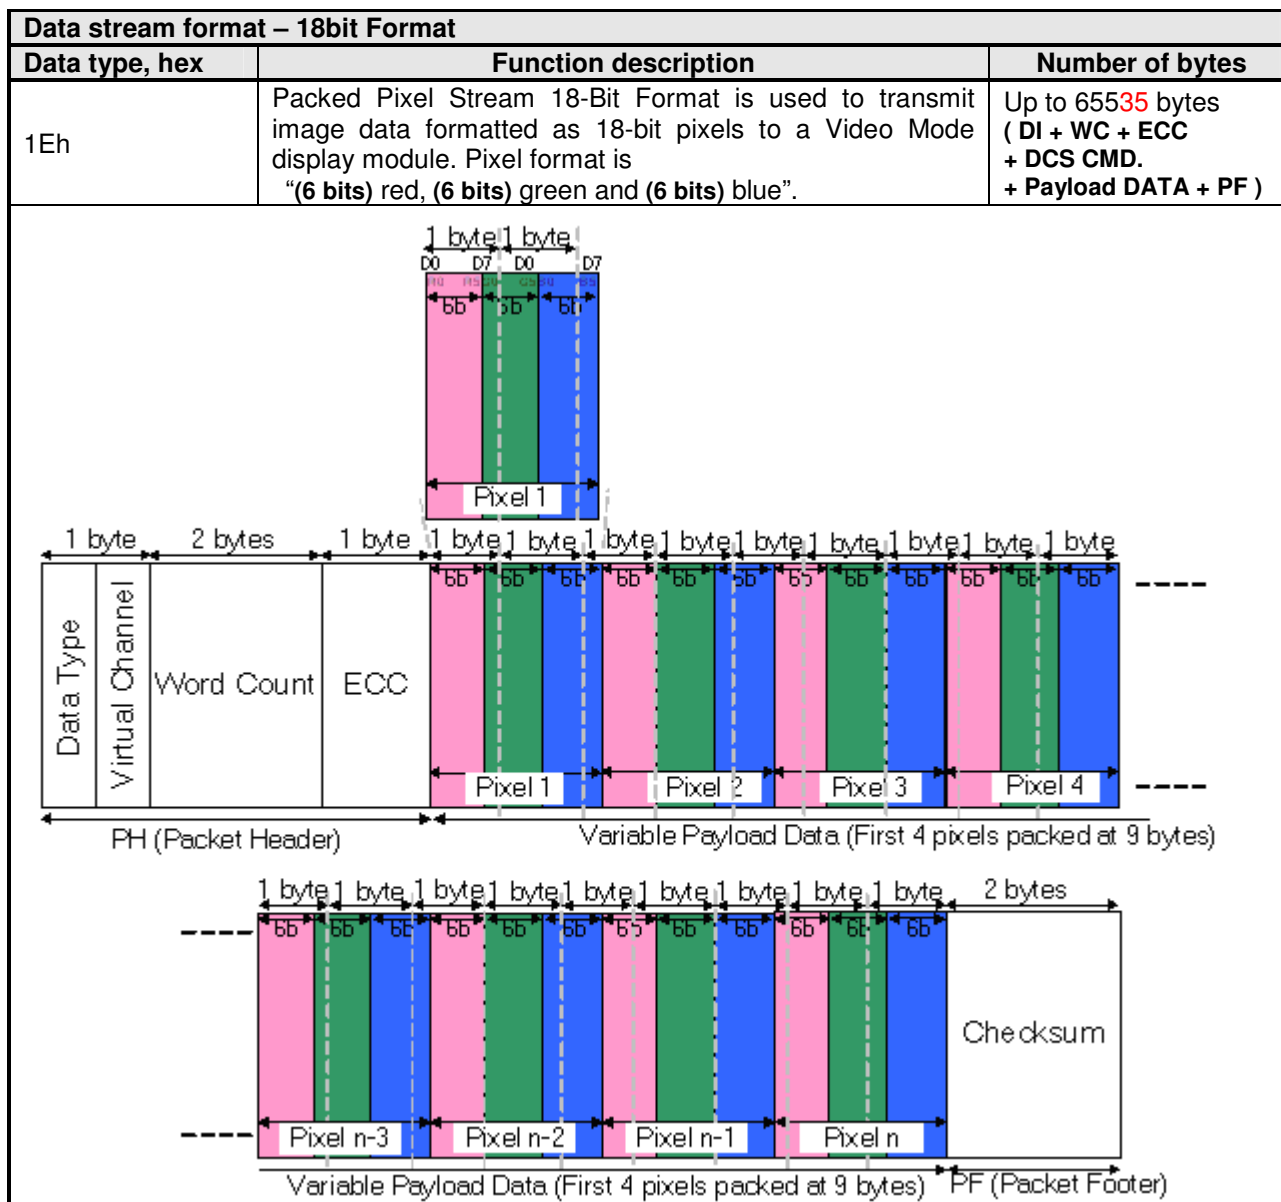 Data stream format – 18bit Format
Data type, hex Function description Number of bytes
1Eh
Packed Pixel Stream 18-Bit Format is used to transmit
image data formatted as 18-bit pixels to a Video Mode
display module. Pixel format is
“(6 bits) red, (6 bits) green and (6 bits) blue”.
Up to 65535 bytes
( DI + WC + ECC
+ DCS CMD.
+ Payload DATA + PF )
1 byte 1 byte
D0 D7 D0 D7
R0 R5 G0 G5 B0 B5
6b 6b 6b
Pixel 1
1 byte 2 bytes 1 byte 1 byte 1 byte 1 byte 1 byte 1 byte 1 byte 1 byte 1 byte
6b 6b 6b 6b 6b 6b 6b 6b 6b 6b 6b 6b
Data Type
Virtual Channel
Word Count
ECC
Pixel 1 Pixel 2 Pixel 3 Pixel 4
PH (Packet Header)
Variable Payload Data (First 4 pixels packed at 9 bytes)
1 byte 1 byte 1 byte 1 byte 1 byte 1 byte 1 byte 1 byte 2 bytes
6b 6b 6b 6b 6b 6b 6b 6b 6b 6b 6b 6b
Checksum
Pixel n-3 Pixel n-2 Pixel n-1 Pixel n
Variable Payload Data (First 4 pixels packed at 9 bytes)
PF (Packet Footer)